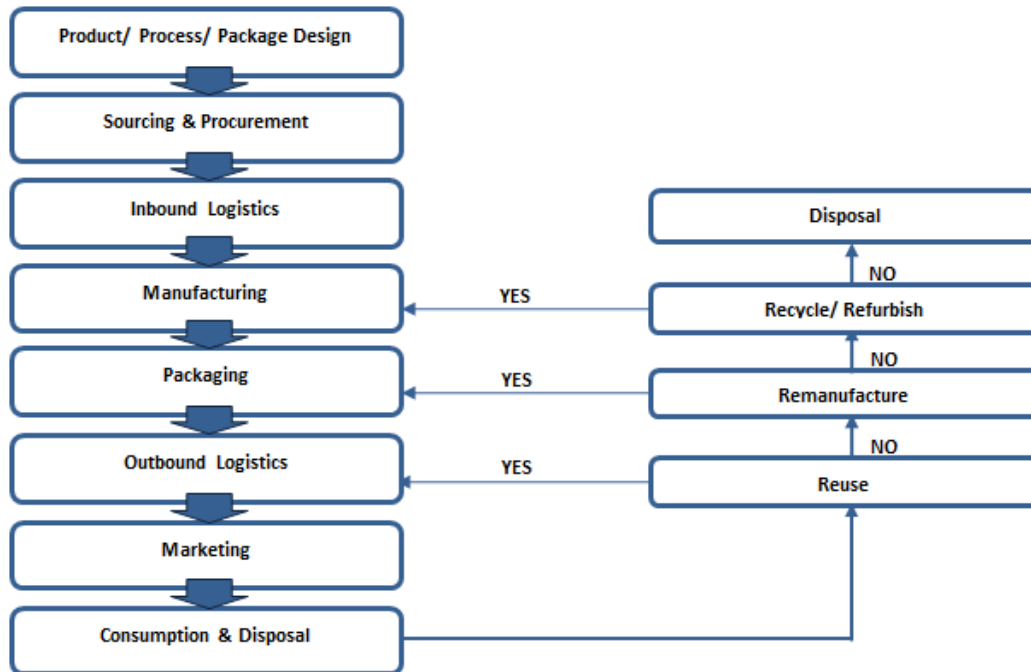 Product/ Process/ Package Design
Sourcing & Procurement
Inbound Logistics
Disposal
NO
Manufacturing
YES
Recycle/ Refurbish
NO
Packaging
YES
Remanufacture
NO
Outbound Logistics
YES
Reuse
Marketing
Consumption & Disposal